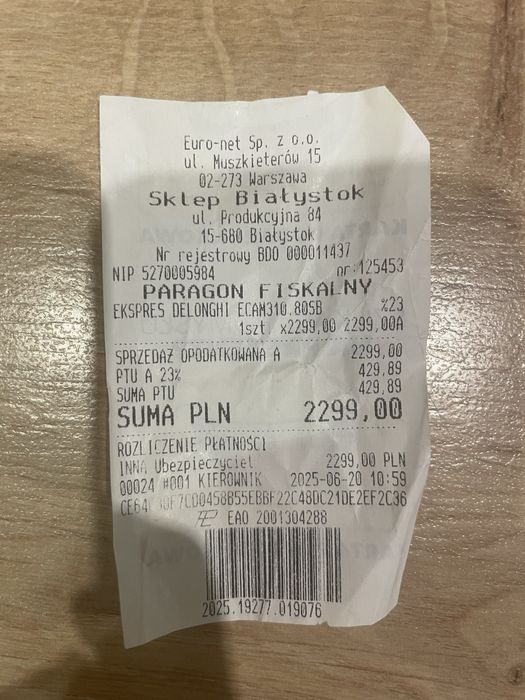 Euro-net Sp. z o.o.
ul. Muszkieterów 15
02-273 Warszawa
Sklep Białystok
ul. Produkcyjna 84
15-680 Białystok
Nr rejestrowy BDO 000011437
NIP 5270005984 nr:125453
PARAGON FISKALNY
EKSPRES DELONGHI ECAM310.80SB %23
1szt x2299,00 2299,00A
SPRZEDAŻ OPODATKOWANA A 2299,00
PTU A 23% 429,89
SUMA PTU 429,89
SUMA PLN 2299,00
ROZLICZENIE PŁATNOŚCI
INNA Ubezpieczyciel 2299,00 PLN
00024 #001 KIEROWNIK 2025-06-20 10:59
EAO 2001304288
2025.19277.019076